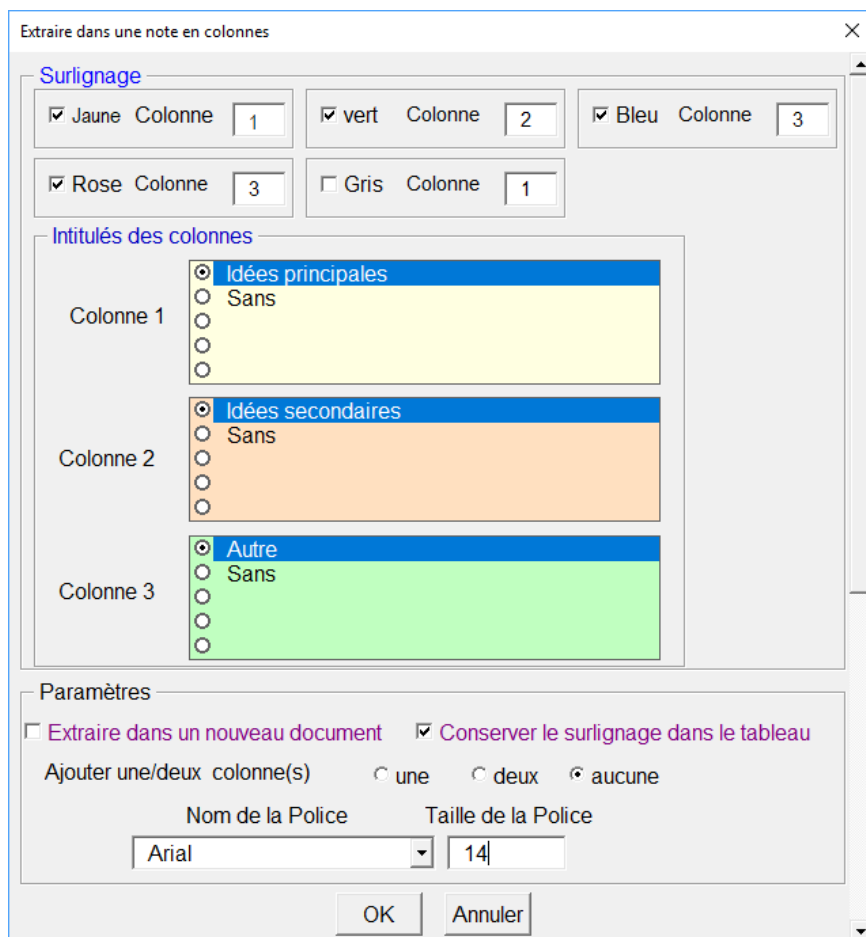 Extraire dans une note en colonnes
Surlignage
Jaune Colonne 1 vert Colonne 2 Bleu Colonne 3
Rose Colonne 3 Gris Colonne 1
Intitulés des colonnes
Colonne 1
Idées principales
Sans
Colonne 2
Idées secondaires
Sans
Colonne 3
Autre
Sans
Paramètres
Extraire dans un nouveau document Conserver le surlignage dans le tableau
Ajouter une/deux colonne(s) une deux aucune
Nom de la Police Taille de la Police
Arial 14
OK Annuler